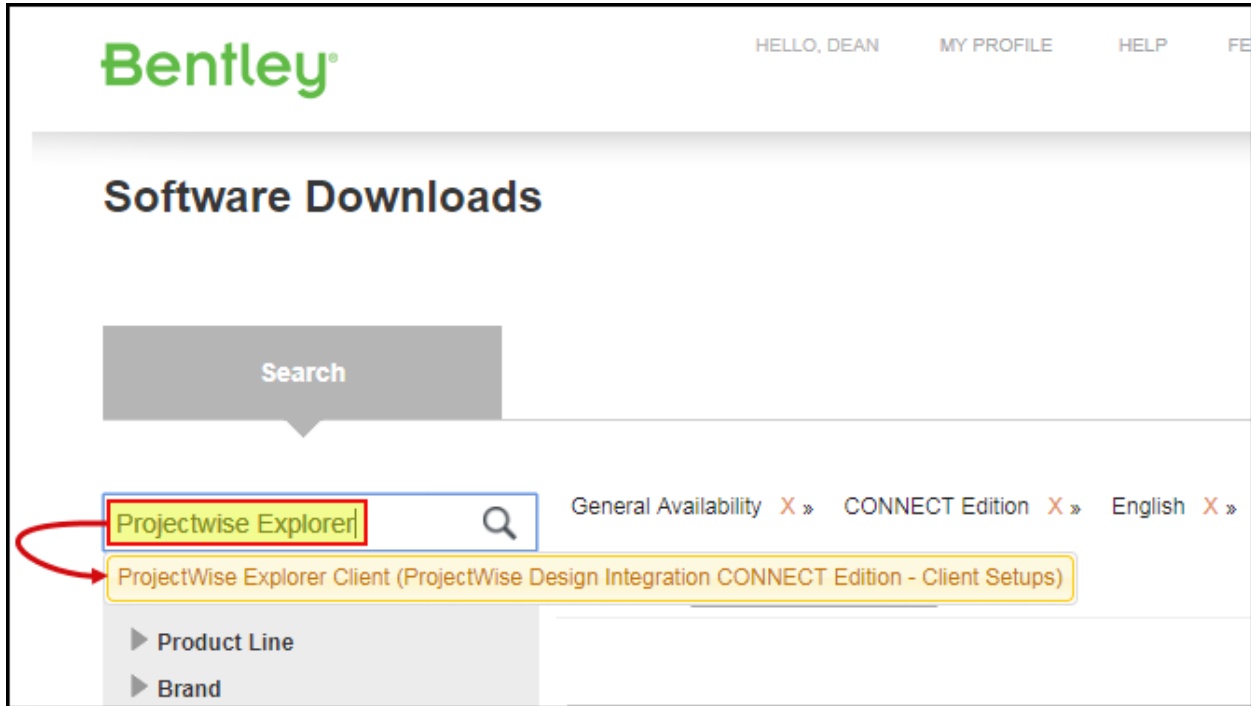 Bentley®
HELLO, DEAN MY PROFILE HELP FE
Software Downloads
Search
Projectwise Explorer
General Availability X » CONNECT Edition X » English X »
ProjectWise Explorer Client (ProjectWise Design Integration CONNECT Edition - Client Setups)
Product Line
Brand